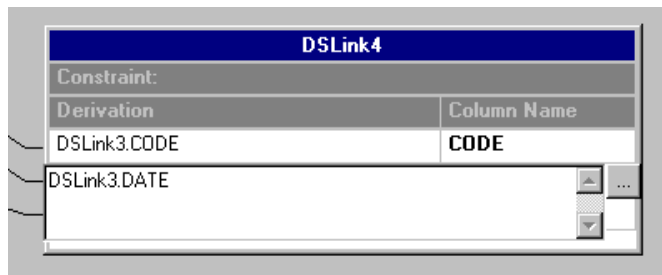 DSLink4
Constraint:
Derivation Column Name
DSLink3.CODE CODE
DSLink3.DATE ...